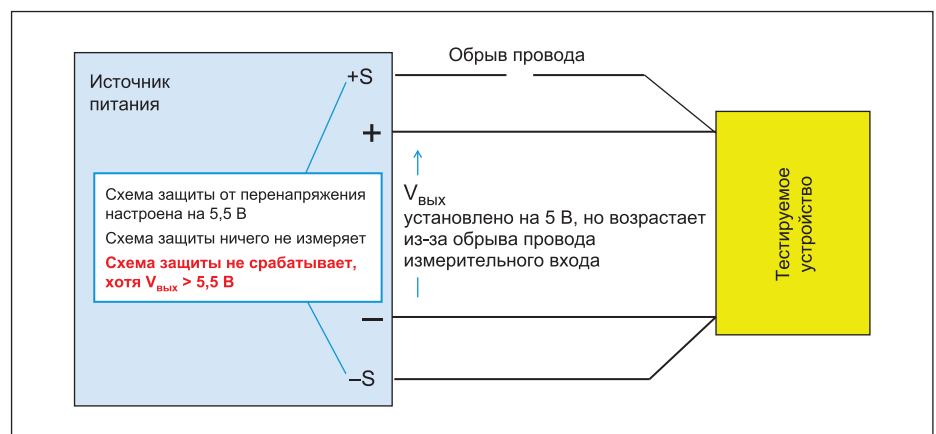 Обрыв провода
Источник
питания
+S
+
Схема защиты от перенапряжения
настроена на 5,5 В
Схема защиты ничего не измеряет
Схема защиты не срабатывает,
хотя Vвых > 5,5 В
Vвых
установлено на 5 В, но возрастает
из-за обрыва провода
измерительного входа
Тестируемое
устройство
–
–S